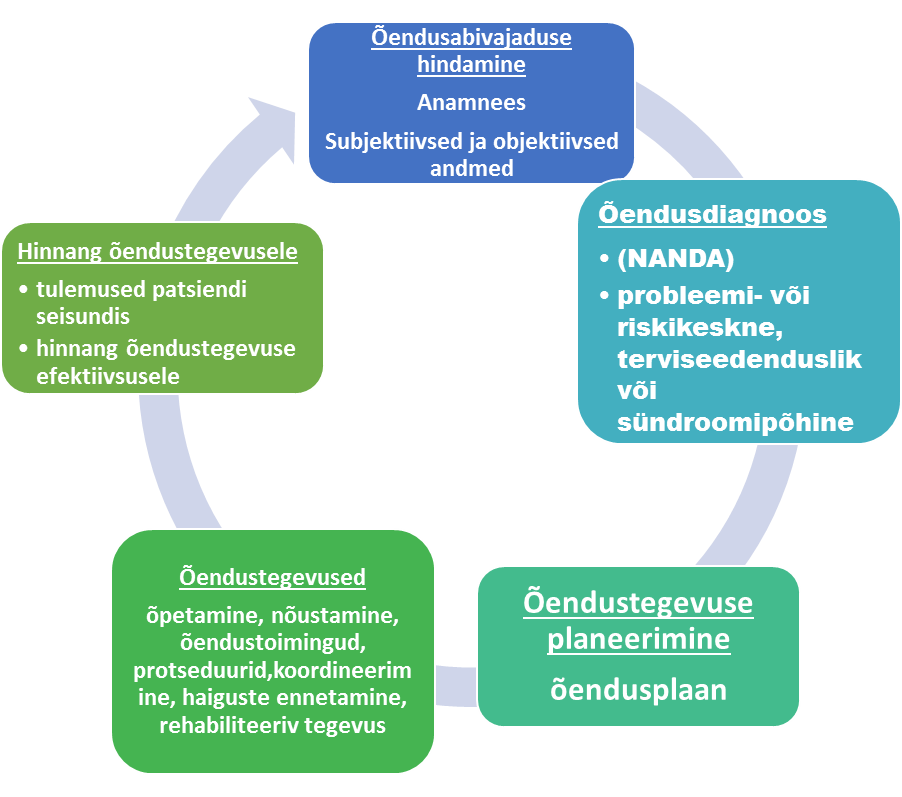 Õendusabivajaduse
hindamine
Anamnees
Subjektiivsed ja objektiivsed
andmed
Õendusdiagnoos
• (NANDA)
• probleemi- või
riskikeskne,
terviseedenduslik
või
sündroomipõhine
Õendustegevuse
planeerimine
õendusplaan
Õendustegevused
õpetamine, nõustamine,
õendustoimingud,
protseduurid,koordineerim
ine, haiguste ennetamine,
rehabiliteeriv tegevus
Hinnang õendustegevusele
• tulemused patsiendi
seisundis
• hinnang õendustegevuse
efektiivsusele